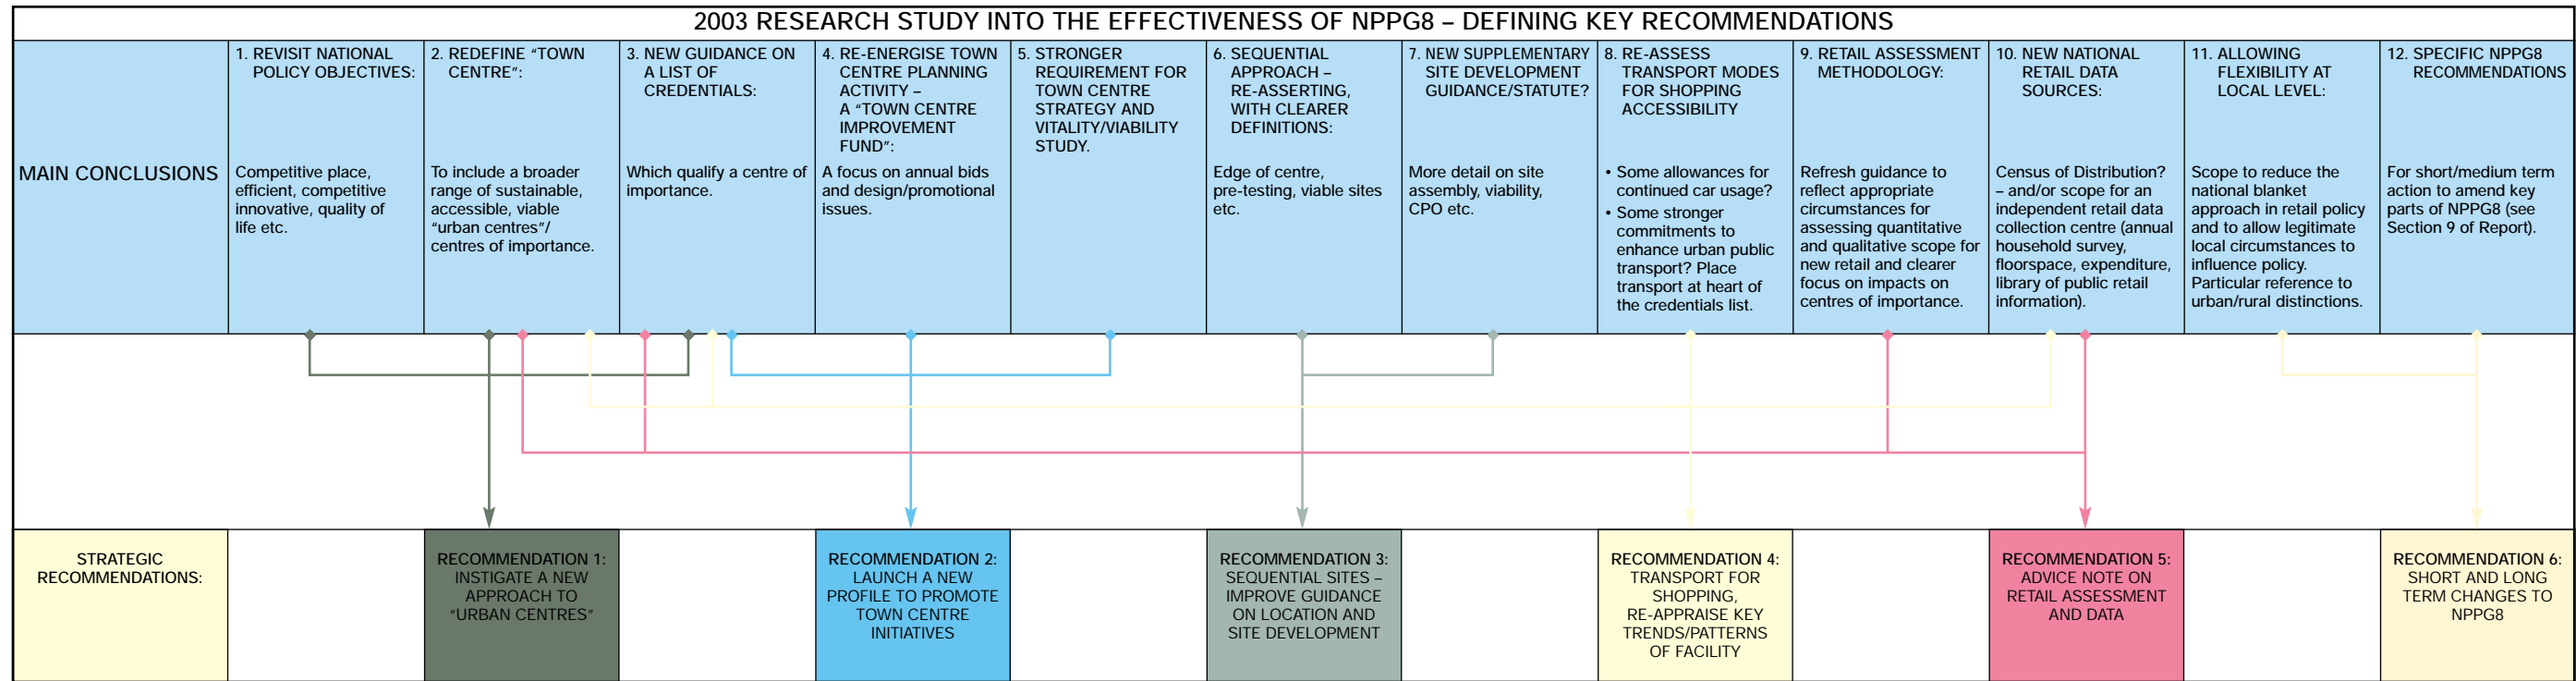 2003 RESEARCH STUDY INTO THE EFFECTIVENESS OF NPPG8 – DEFINING KEY RECOMMENDATIONS
MAIN CONCLUSIONS
1. REVISIT NATIONAL
POLICY OBJECTIVES:
Competitive place,
efficient, competitive
innovative, quality of
life etc.
2. REDEFINE “TOWN
CENTRE”:
To include a broader
range of sustainable,
accessible, viable
“urban centres”/
centres of importance.
3. NEW GUIDANCE ON
A LIST OF
CREDENTIALS:
Which qualify a centre of
importance.
4. RE-ENERGISE TOWN
CENTRE PLANNING
ACTIVITY –
A “TOWN CENTRE
IMPROVEMENT
FUND”:
A focus on annual bids
and design/promotional
issues.
5. STRONGER
REQUIREMENT FOR
TOWN CENTRE
STRATEGY AND
VITALITY/VIABILITY
STUDY.
6. SEQUENTIAL
APPROACH –
RE-ASSERTING,
WITH CLEARER
DEFINITIONS:
Edge of centre,
pre-testing, viable sites
etc.
7. NEW SUPPLEMENTARY
SITE DEVELOPMENT
GUIDANCE/STATUTE?
More detail on site
assembly, viability,
CPO etc.
8. RE-ASSESS
TRANSPORT MODES
FOR SHOPPING
ACCESSIBILITY
• Some allowances for
continued car usage?
• Some stronger
commitments to
enhance urban public
transport? Place
transport at heart of
the credentials list.
9. RETAIL ASSESSMENT
METHODOLOGY:
Refresh guidance to
reflect appropriate
circumstances for
assessing quantitative
and qualitative scope for
new retail and clearer
focus on impacts on
centres of importance.
10. NEW NATIONAL
RETAIL DATA
SOURCES:
Census of Distribution?
– and/or scope for an
independent retail data
collection centre (annual
household survey,
floorspace, expenditure,
library of public retail
information).
11. ALLOWING
FLEXIBILITY AT
LOCAL LEVEL:
Scope to reduce the
national blanket
approach in retail policy
and to allow legitimate
local circumstances to
influence policy.
Particular reference to
urban/rural distinctions.
12. SPECIFIC NPPG8
RECOMMENDATIONS
For short/medium term
action to amend key
parts of NPPG8 (see
Section 9 of Report).
STRATEGIC
RECOMMENDATIONS:
RECOMMENDATION 1:
INSTIGATE A NEW
APPROACH TO
“URBAN CENTRES”
RECOMMENDATION 2:
LAUNCH A NEW
PROFILE TO PROMOTE
TOWN CENTRE
INITIATIVES
RECOMMENDATION 3:
SEQUENTIAL SITES –
IMPROVE GUIDANCE
ON LOCATION AND
SITE DEVELOPMENT
RECOMMENDATION 4:
TRANSPORT FOR
SHOPPING,
RE-APPRAISE KEY
TRENDS/PATTERNS
OF FACILITY
RECOMMENDATION 5:
ADVICE NOTE ON
RETAIL ASSESSMENT
AND DATA
RECOMMENDATION 6:
SHORT AND LONG
TERM CHANGES TO
NPPG8